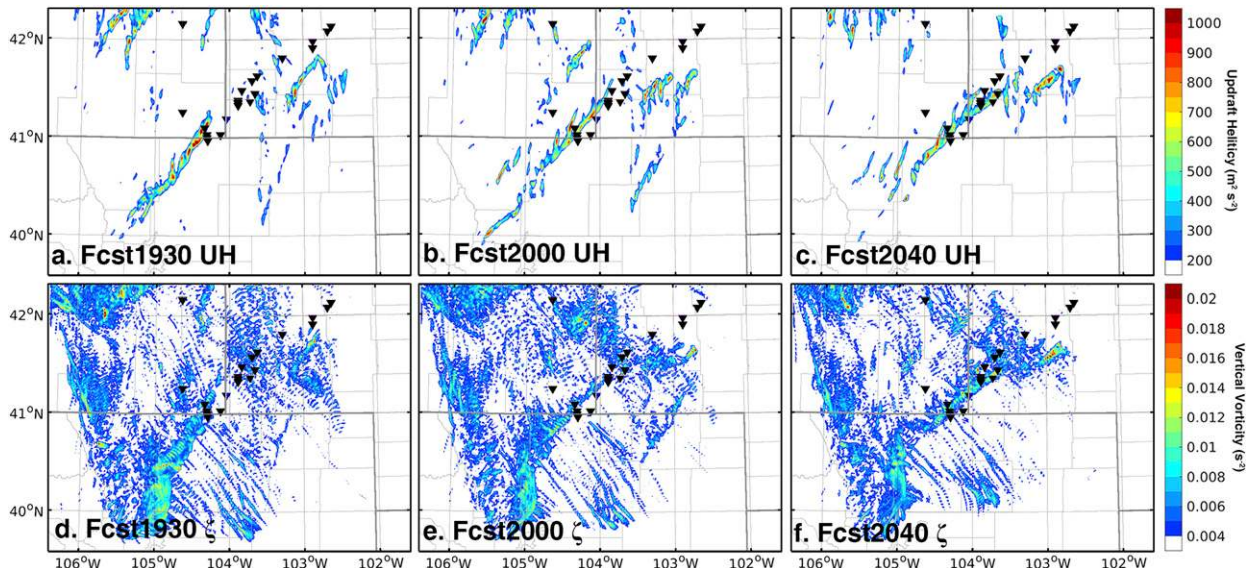 42°N
41°N
40°N
a. Fcst1930 UH
b. Fcst2000 UH
c. Fcst2040 UH
1000
900
800
700
600
500
400
300
200
Updraft Heliticy (m² s⁻²)
42°N
41°N
40°N
d. Fcst1930 ζ
e. Fcst2000 ζ
f. Fcst2040 ζ
0.02
0.018
0.016
0.014
0.012
0.01
0.008
0.006
0.004
Vertical Vorticity (s⁻²)
106°W 105°W 104°W 103°W 102°W
106°W 105°W 104°W 103°W 102°W
106°W 105°W 104°W 103°W 102°W